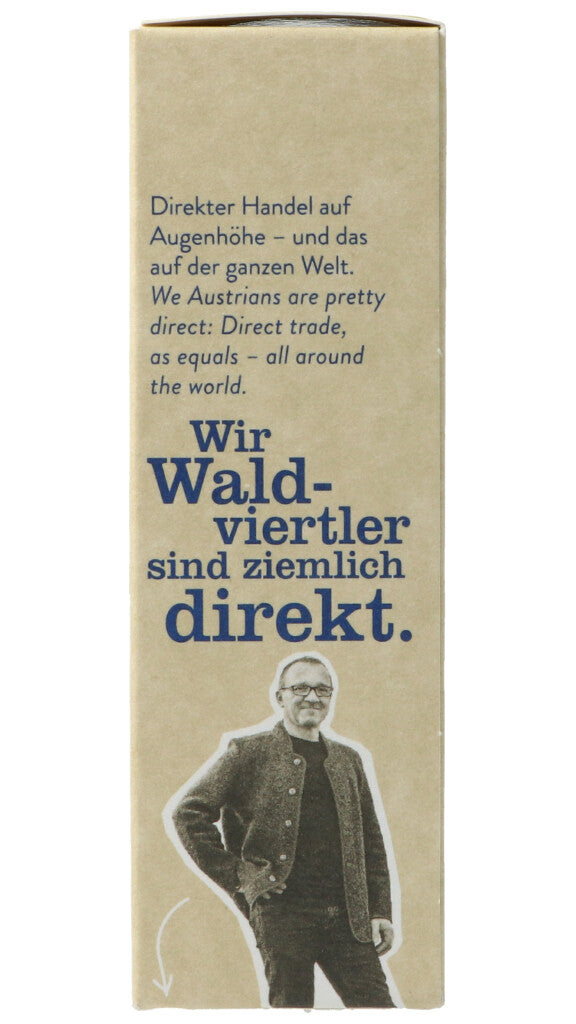 Direkter Handel auf
Augenhöhe – und das
auf der ganzen Welt.
We Austrians are pretty
direct: Direct trade,
as equals – all around
the world.
Wir
Wald-
viertler
sind ziemlich
direkt.